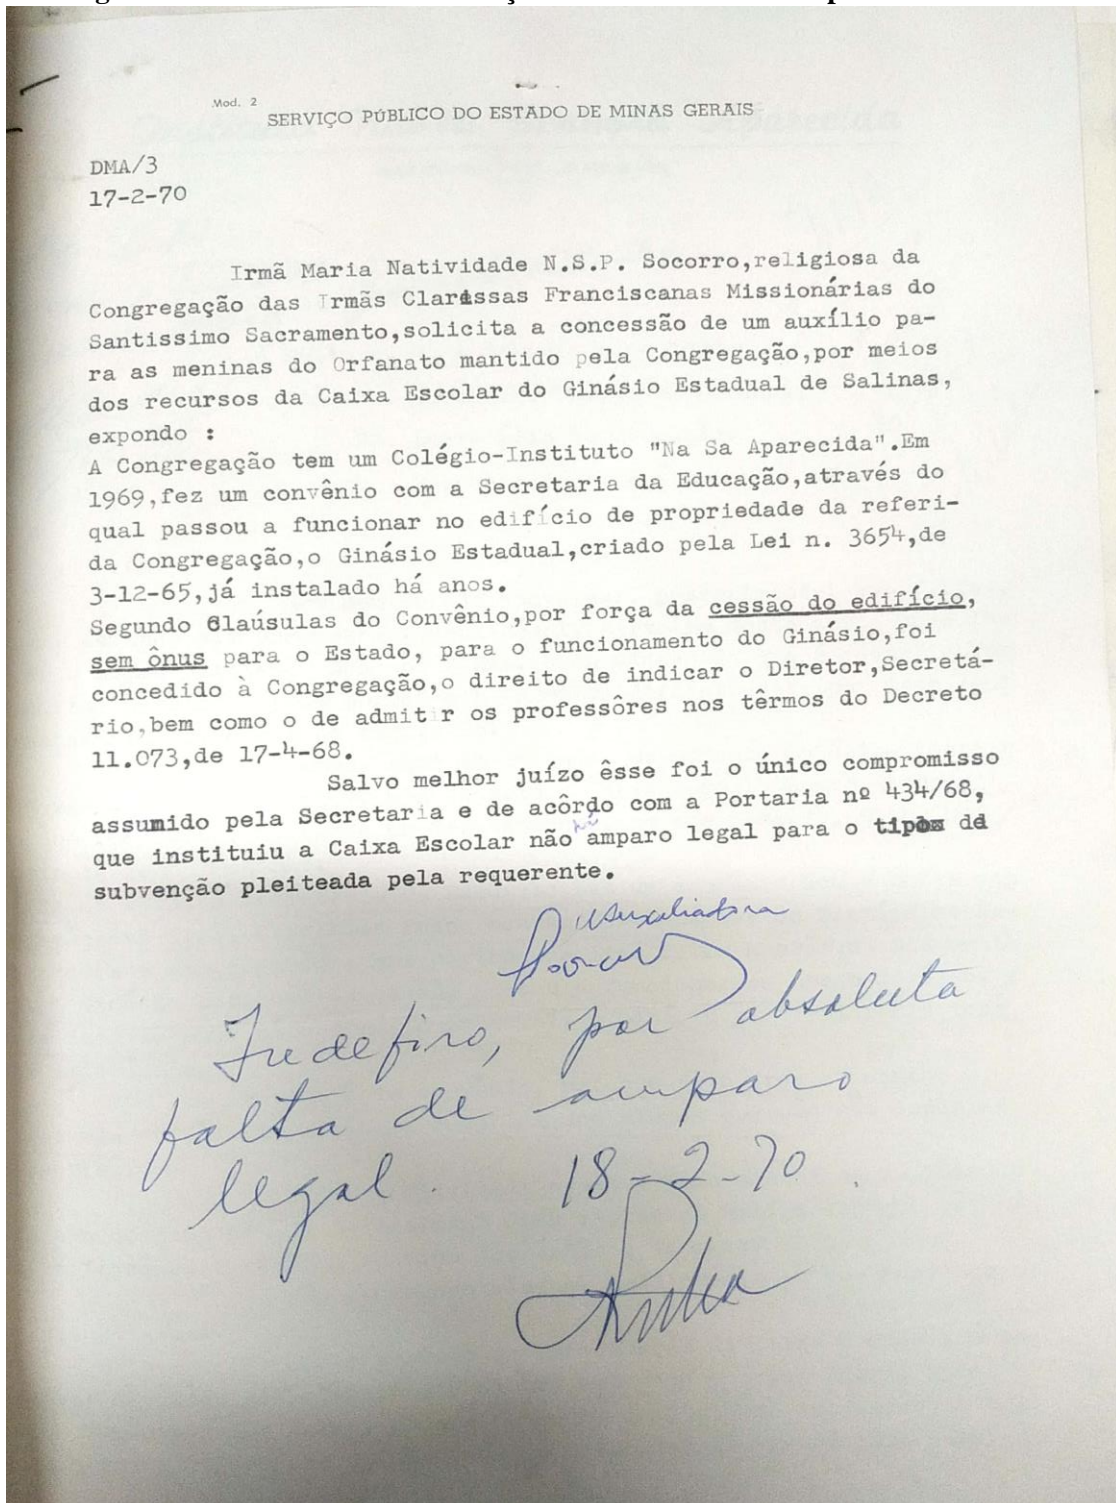 Mod. 2
SERVIÇO PÚBLICO DO ESTADO DE MINAS GERAIS
DMA/3
17-2-70
Irmã Maria Natividade N.S.P. Socorro,religiosa da
Congregação das Irmãs Clarissas Franciscanas Missionárias do
Santissimo Sacramento,solicita a concessão de um auxílio pa-
ra as meninas do Orfanato mantido pela Congregação,por meios
dos recursos da Caixa Escolar do Ginásio Estadual de Salinas,
expondo :
A Congregação tem um Colégio-Instituto "Na Sa Aparecida".Em
1969,fez um convênio com a Secretaria da Educação,através do
qual passou a funcionar no edifício de propriedade da referi-
da Congregação,o Ginásio Estadual,criado pela Lei n. 3654,de
3-12-65,já instalado há anos.
Segundo Claúsulas do Convênio,por força da cessão do edifício,
sem ônus para o Estado, para o funcionamento do Ginásio,foi
concedido à Congregação,o direito de indicar o Diretor,Secretá-
rio,bem como o de admitir os professôres nos têrmos do Decreto
11.073,de 17-4-68.
Salvo melhor juízo êsse foi o único compromisso
assumido pela Secretaria e de acôrdo com a Portaria nº 434/68,
que instituiu a Caixa Escolar não há amparo legal para o tipo de
subvenção pleiteada pela requerente.
Indefiro, por absoluta
falta de amparo
legal. 18-2-70